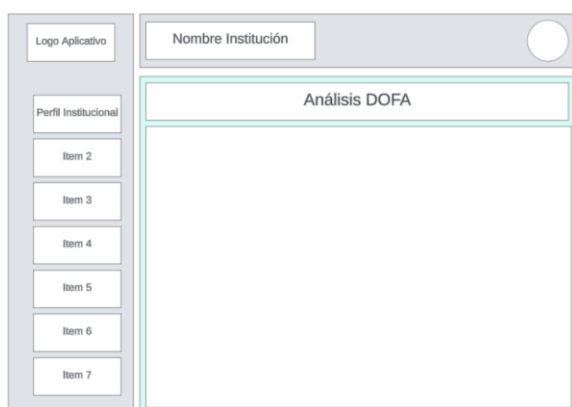 Logo Aplicativo
Nombre Institución
Análisis DOFA
Perfil Institucional
Item 2
Item 3
Item 4
Item 5
Item 6
Item 7